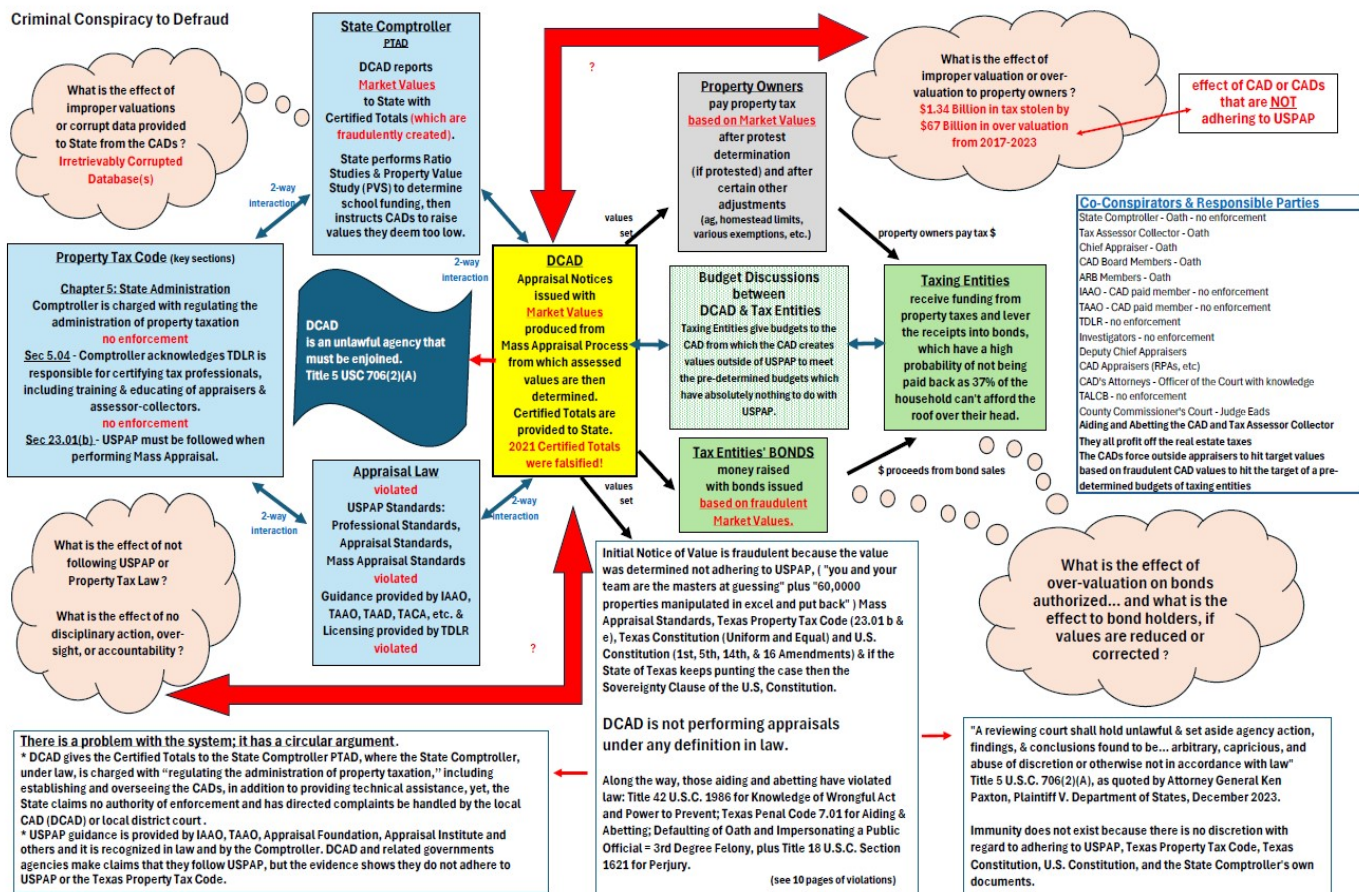 Criminal Conspiracy to Defraud
What is the effect of
improper valuations
or corrupt data provided
to State from the CADs ?
Irretrievably Corrupted
Database(s)
State Comptroller
PTAD
DCAD reports
Market Values
to State with
Certified Totals (which are
fraudulently created).
State performs Ratio
Studies & Property Value
Study (PVS) to determine
school funding, then
instructs CADs to raise
values they deem too low.
?
Property Owners
pay property tax
based on Market Values
after protest
determination
(if protested) and after
certain other
adjustments
(ag, homestead limits,
various exemptions, etc.)
What is the effect of
improper valuation or over-
valuation to property owners ?
$1.34 Billion in tax stolen by
$67 Billion in over valuation
from 2017-2023
effect of CAD or CADs
that are NOT
adhering to USPAP
2-way
interaction
values
set
property owners pay tax $
Property Tax Code (key sections)
Chapter 5: State Administration
Comptroller is charged with regulating the
administration of property taxation
no enforcement
Sec 5.04 - Comptroller acknowledges TDLR is
responsible for certifying tax professionals,
including training & educating of appraisers &
assessor-collectors.
no enforcement
Sec 23.01(b) - USPAP must be followed when
performing Mass Appraisal.
2-way
interaction
DCAD
is an unlawful agency that
must be enjoined.
Title 5 USC 706(2)(A)
DCAD
Appraisal Notices
issued with
Market Values
produced from
Mass Appraisal Process
from which assessed
values are then
determined.
Certified Totals are
provided to State.
2021 Certified Totals
were falsified!
Budget Discussions
between
DCAD & Tax Entities
Taxing Entities give budgets to the
CAD from which the CAD creates
values outside of USPAP to meet
the pre-determined budgets which
have absolutely nothing to do with
USPAP.
Taxing Entities
receive funding from
property taxes and lever
the receipts into bonds,
which have a high
probability of not being
paid back as 37% of the
household can't afford the
roof over their head.
Co-Conspirators & Responsible Parties
State Comptroller - Oath - no enforcement
Tax Assessor Collector - Oath
Chief Appraiser - Oath
CAD Board Members - Oath
ARB Members - Oath
IAAO - CAD paid member - no enforcement
TAAO - CAD paid member - no enforcement
TDLR - no enforcement
Investigators - no enforcement
Deputy Chief Appraisers
CAD Appraisers (RPAs, etc)
CAD's Attorneys - Officer of the Court with knowledge
TALCB - no enforcement
County Commissioner's Court - Judge Eads
Aiding and Abetting the CAD and Tax Assessor Collector
They all profit off the real estate taxes
The CADs force outside appraisers to hit target values
based on fraudulent CAD values to hit the target of a pre-
determined budgets of taxing entities
Tax Entities' BONDS
money raised
with bonds issued
based on fraudulent
Market Values.
values
set
$ proceeds from bond sales
2-way
interaction
2-way
interaction
Appraisal Law
violated
USPAP Standards:
Professional Standards,
Appraisal Standards,
Mass Appraisal Standards
violated
Guidance provided by IAAO,
TAAO, TAAD, TACA, etc. &
Licensing provided by TDLR
violated
?
What is the effect of not
following USPAP or
Property Tax Law ?
What is the effect of no
disciplinary action, over-
sight, or accountability ?
Initial Notice of Value is fraudulent because the value
was determined not adhering to USPAP, ( "you and your
team are the masters at guessing" plus "60,0000
properties manipulated in excel and put back" ) Mass
Appraisal Standards, Texas Property Tax Code (23.01 b &
e), Texas Constitution (Uniform and Equal) and U.S.
Constitution (1st, 5th, 14th, & 16 Amendments) & if the
State of Texas keeps punting the case then the
Sovereignty Clause of the U.S, Constitution.
DCAD is not performing appraisals
under any definition in law.
Along the way, those aiding and abetting have violated
law: Title 42 U.S.C. 1986 for Knowledge of Wrongful Act
and Power to Prevent; Texas Penal Code 7.01 for Aiding &
Abetting; Defaulting of Oath and Impersonating a Public
Official = 3rd Degree Felony, plus Title 18 U.S.C. Section
1621 for Perjury.
(see 10 pages of violations)
What is the effect of
over-valuation on bonds
authorized... and what is the
effect to bond holders, if
values are reduced or
corrected ?
There is a problem with the system; it has a circular argument.
* DCAD gives the Certified Totals to the State Comptroller PTAD, where the State Comptroller,
under law, is charged with "regulating the administration of property taxation," including
establishing and overseeing the CADs, in addition to providing technical assistance, yet, the
State claims no authority of enforcement and has directed complaints be handled by the local
CAD (DCAD) or local district court .
* USPAP guidance is provided by IAAO, TAAO, Appraisal Foundation, Appraisal Institute and
others and it is recognized in law and by the Comptroller. DCAD and related governments
agencies make claims that they follow USPAP, but the evidence shows they do not adhere to
USPAP or the Texas Property Tax Code.
"A reviewing court shall hold unlawful & set aside agency action,
findings, & conclusions found to be... arbitrary, capricious, and
abuse of discretion or otherwise not in accordance with law"
Title 5 U.S.C. 706(2)(A), as quoted by Attorney General Ken
Paxton, Plaintiff V. Department of States, December 2023.
Immunity does not exist because there is no discretion with
regard to adhering to USPAP, Texas Property Tax Code, Texas
Constitution, U.S. Constitution, and the State Comptroller's own
documents.